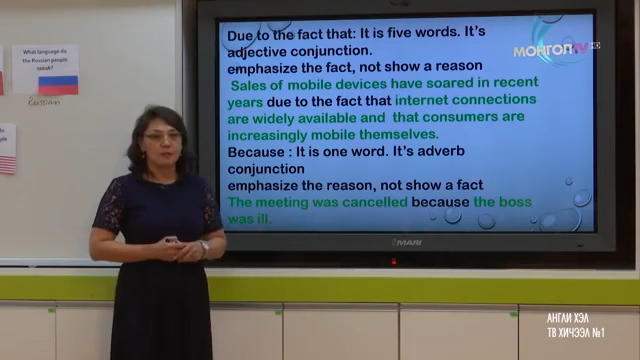 What language do
the Russian people
speak?
Russian
Due to the fact that: It is five words. It's
adjective conjunction.
emphasize the fact, not show a reason
Sales of mobile devices have soared in recent
years due to the fact that internet connections
are widely available and that consumers are
increasingly mobile themselves.
Because : It is one word. It's adverb
conjunction
emphasize the reason, not show a fact
The meeting was cancelled because the boss
was ill.
МОНГОЛ TV HD
MARI
АНГЛИ ХЭЛ
ТВ ХИЧЭЭЛ №1